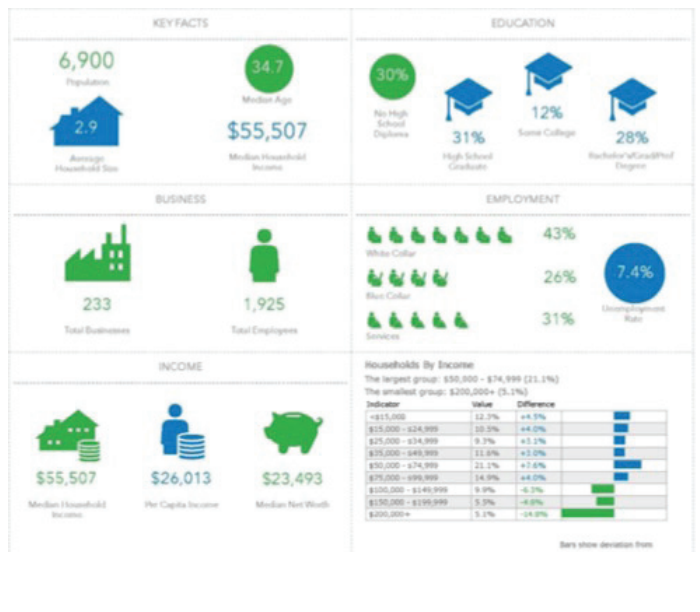 KEY FACTS
6,900
Population
34.7
Median Age
2.9
Average
Household Size
$55,507
Median Household
Income
EDUCATION
30%
No High
School
Diploma
31%
High School
Graduate
12%
Some College
28%
Bachelor's/Grad/Prof
Degree
BUSINESS
233
Total Businesses
1,925
Total Employees
EMPLOYMENT
43%
White Collar
26%
Blue Collar
31%
Services
7.4%
Unemployment
Rate
INCOME
$55,507
Median Household
Income
$26,013
Per Capita Income
$23,493
Median Net Worth
Households By Income
The largest group: $50,000 - $74,999 (21.1%)
The smallest group: $200,000+ (5.1%)
Indicator Value Difference
<$15,000 12.3% +4.5%
$15,000 - $24,999 10.5% +4.0%
$25,000 - $34,999 9.3% +3.1%
$35,000 - $49,999 11.6% +3.0%
$50,000 - $74,999 21.1% +7.6%
$75,000 - $99,999 14.9% +4.0%
$100,000 - $149,999 9.9% -6.3%
$150,000 - $199,999 5.5%
$200,000+ 5.1% -14.8%
Bars show deviation from